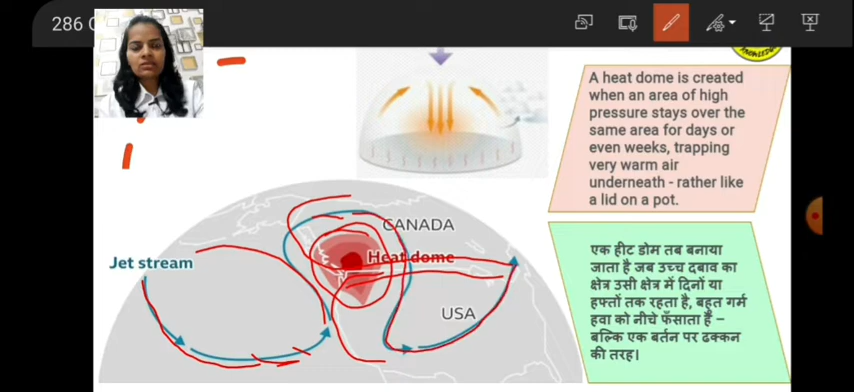 286 
KNOWLEDGE
A heat dome is created
when an area of high
pressure stays over the
same area for days or
even weeks, trapping
very warm air
underneath - rather like
a lid on a pot.
एक हीट डोम तब बनाया
जाता है जब उच्च दबाव का
क्षेत्र उसी क्षेत्र में दिनों या
हफ्तों तक रहता है, बहुत गर्म
हवा को नीचे फँसाता है –
बल्कि एक बर्तन पर ढक्कन
की तरह।
CANADA
Jet stream
Heat dome
USA